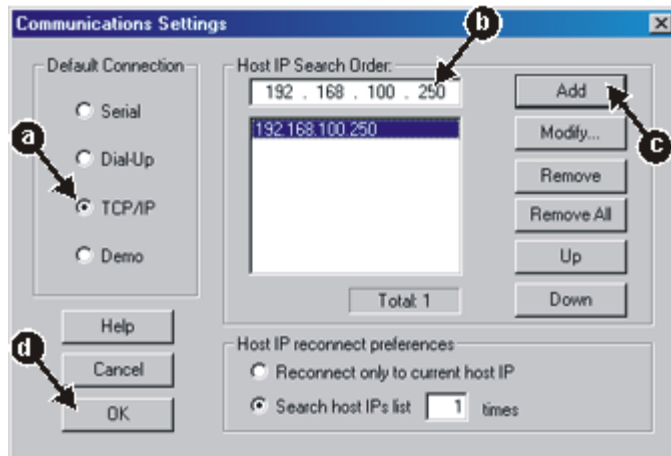 Communications Settings
b
Default Connection
Host IP Search Order:
192 . 168 . 100 . 250
Add
Serial
192.168.100.250
a
c
Modify...
Dial-Up
Remove
TCP/IP
Remove All
Demo
Up
Total: 1
Down
Help
Host IP reconnect preferences
d
Cancel
Reconnect only to current host IP
OK
Search host IPs list 1 times